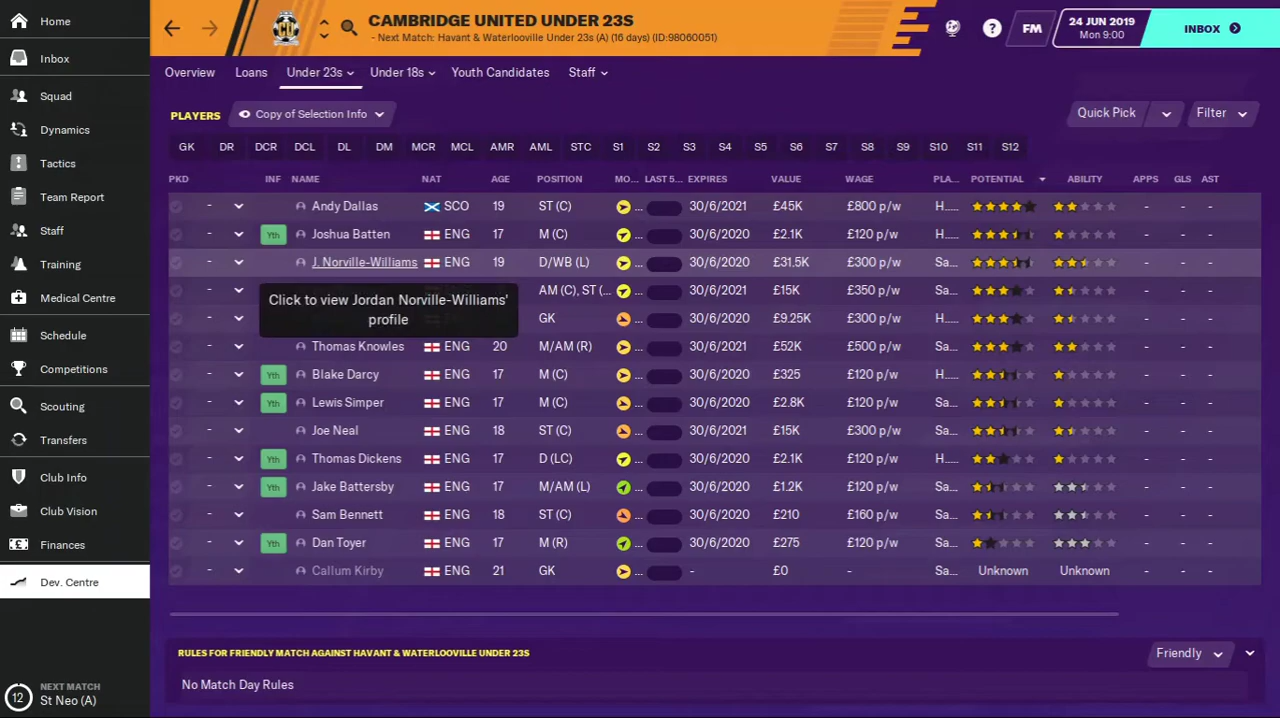 Home
Inbox
Squad
Dynamics
Tactics
Team Report
Staff
Training
Medical Centre
Schedule
Competitions
Scouting
Transfers
Club Info
Club Vision
Finances
Dev. Centre
12 NEXT MATCH
St Neo (A)
CAMBRIDGE UNITED UNDER 23S
- Next Match: Havant & Waterlooville Under 23s (A) (16 days) (ID:98060051)
? FM 24 JUN 2019
Mon 9:00
INBOX
Overview Loans Under 23s Under 18s Youth Candidates Staff
PLAYERS Copy of Selection Info Quick Pick Filter
GK DR DCR DCL DL DM MCR MCL AMR AML STC S1 S2 S3 S4 S5 S6 S7 S8 S9 S10 S11 S12
PKD INF NAME NAT AGE POSITION MO... LAST 5... EXPIRES VALUE WAGE PLA... POTENTIAL ABILITY APPS GLS AST
- Andy Dallas SCO 19 ST (C) ... 30/6/2021 £45K £800 p/w H.... - - -
- Yth Joshua Batten ENG 17 M (C) ... 30/6/2020 £2.1K £120 p/w H.... - - -
- J. Norville-Williams ENG 19 D/WB (L) ... 30/6/2020 £31.5K £300 p/w Sa... - - -
- AM (C), ST (... ... 30/6/2020 £15K £350 p/w Sa... - - -
- GK ... 30/6/2020 £9.25K £300 p/w Sa... - - -
Click to view Jordan Norville-Williams'
profile
- Thomas Knowles ENG 20 M/AM (R) ... 30/6/2020 £52K £500 p/w Sa... - - -
- Yth Blake Darcy ENG 17 M (C) ... 30/6/2020 £325 £120 p/w H.... - - -
- Yth Lewis Simper ENG 17 M (C) ... 30/6/2020 £2.8K £120 p/w Sa... - - -
- Joe Neal ENG 18 ST (C) ... 30/6/2021 £15K £300 p/w Sa... - - -
- Yth Thomas Dickens ENG 17 D (LC) ... 30/6/2020 £2.1K £120 p/w H.... - - -
- Yth Jake Battersby ENG 17 M/AM (L) ... 30/6/2020 £1.2K £120 p/w Sa... - - -
- Sam Bennett ENG 18 ST (C) ... 30/6/2020 £210 £160 p/w Sa... - - -
- Yth Dan Toyer ENG 17 M (R) ... 30/6/2020 £275 £120 p/w Sa... - - -
- Callum Kirby ENG 21 GK ... - £0 - Sa... Unknown Unknown - - -
RULES FOR FRIENDLY MATCH AGAINST HAVANT & WATERLOOVILLE UNDER 23S
Friendly
No Match Day Rules